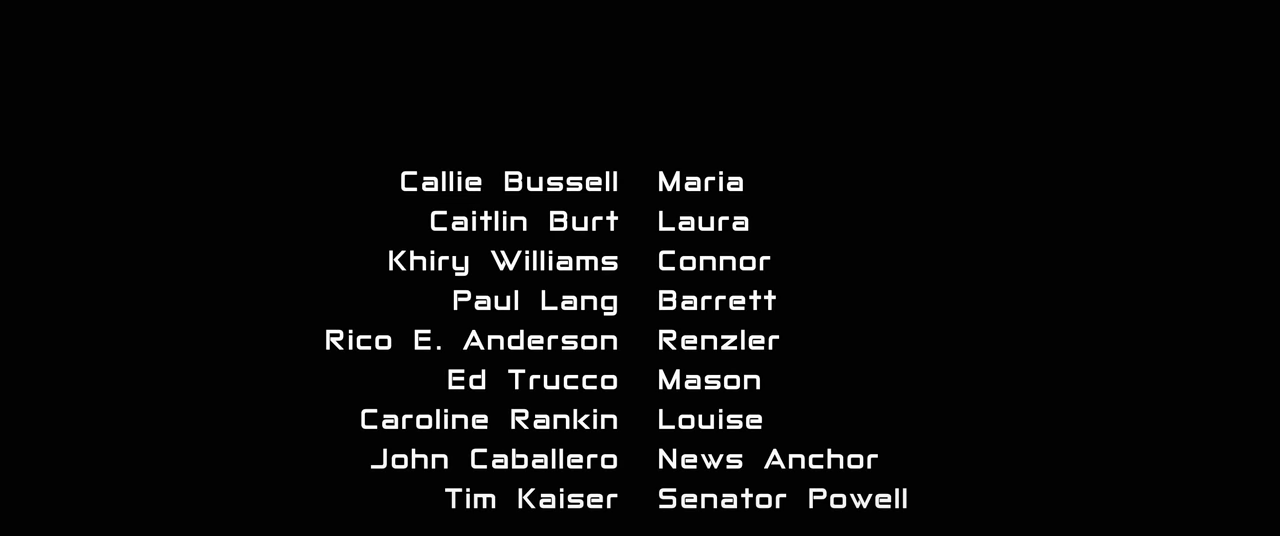 Callie Bussell Maria
Caitlin Burt Laura
Khiry Williams Connor
Paul Lang Barrett
Rico E. Anderson Renzler
Ed Trucco Mason
Caroline Rankin Louise
John Caballero News Anchor
Tim Kaiser Senator Powell